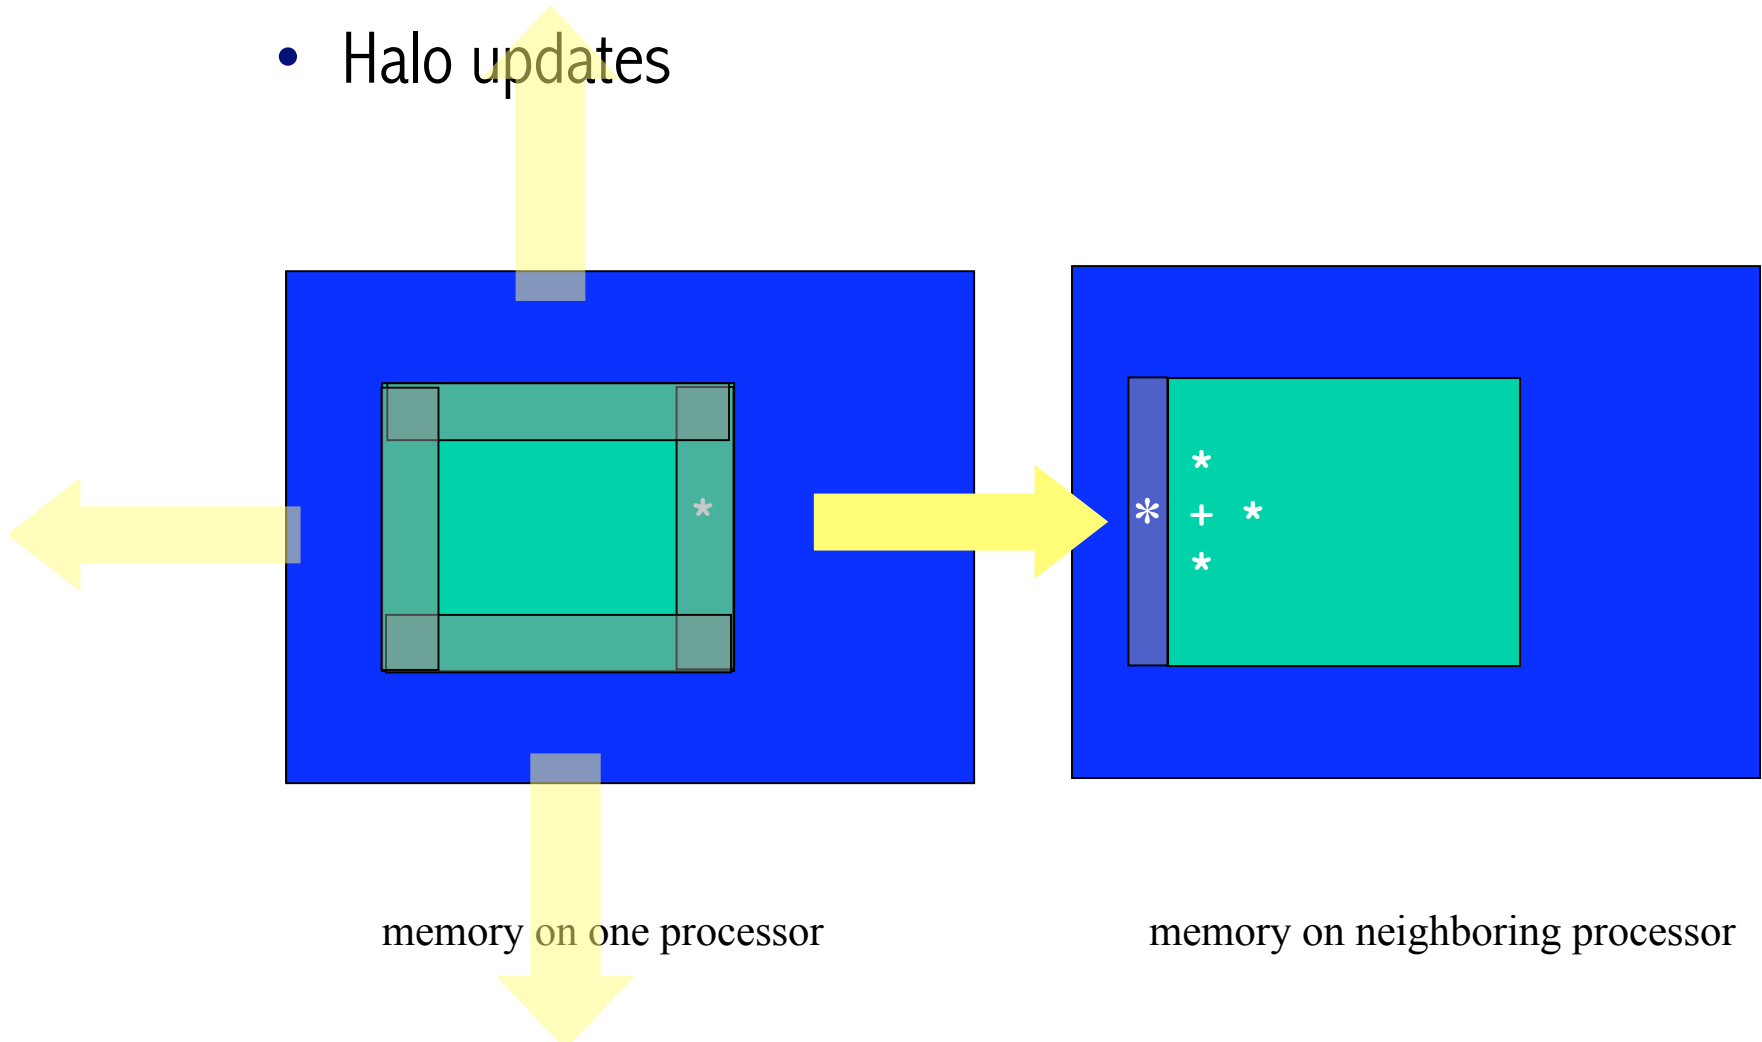 • Halo updates
*
*
* + *
*
memory on one processor
memory on neighboring processor